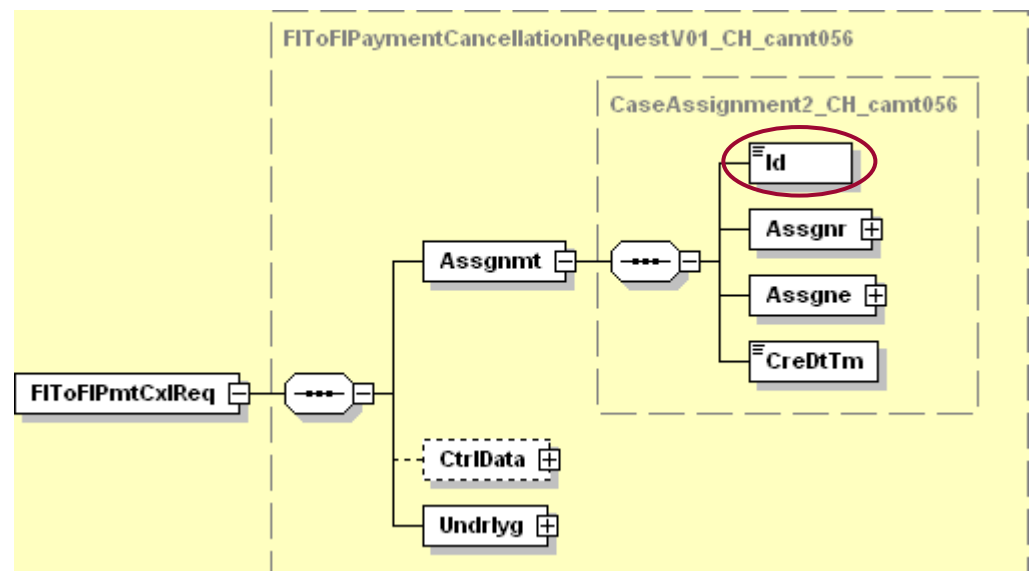 FIToFIPaymentCancellationRequestV01_CH_camt056
CaseAssignment2_CH_camt056
Id
Assgnr
Assgnmt
Assgne
CreDtTm
FIToFIPmtCxlReq
CtrlData
Undrlyg